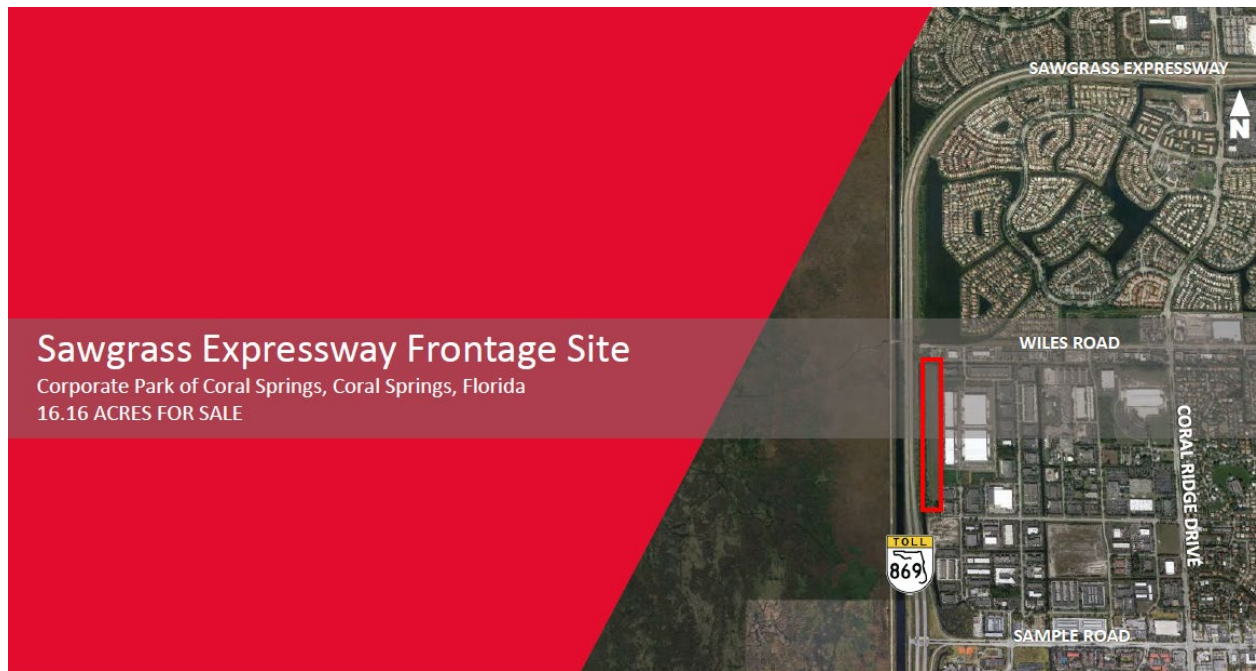 SAWGRASS EXPRESSWAY
N
Sawgrass Expressway Frontage Site
Corporate Park of Coral Springs, Coral Springs, Florida
16.16 ACRES FOR SALE
WILES ROAD
CORAL RIDGE DRIVE
TOLL
869
SAMPLE ROAD